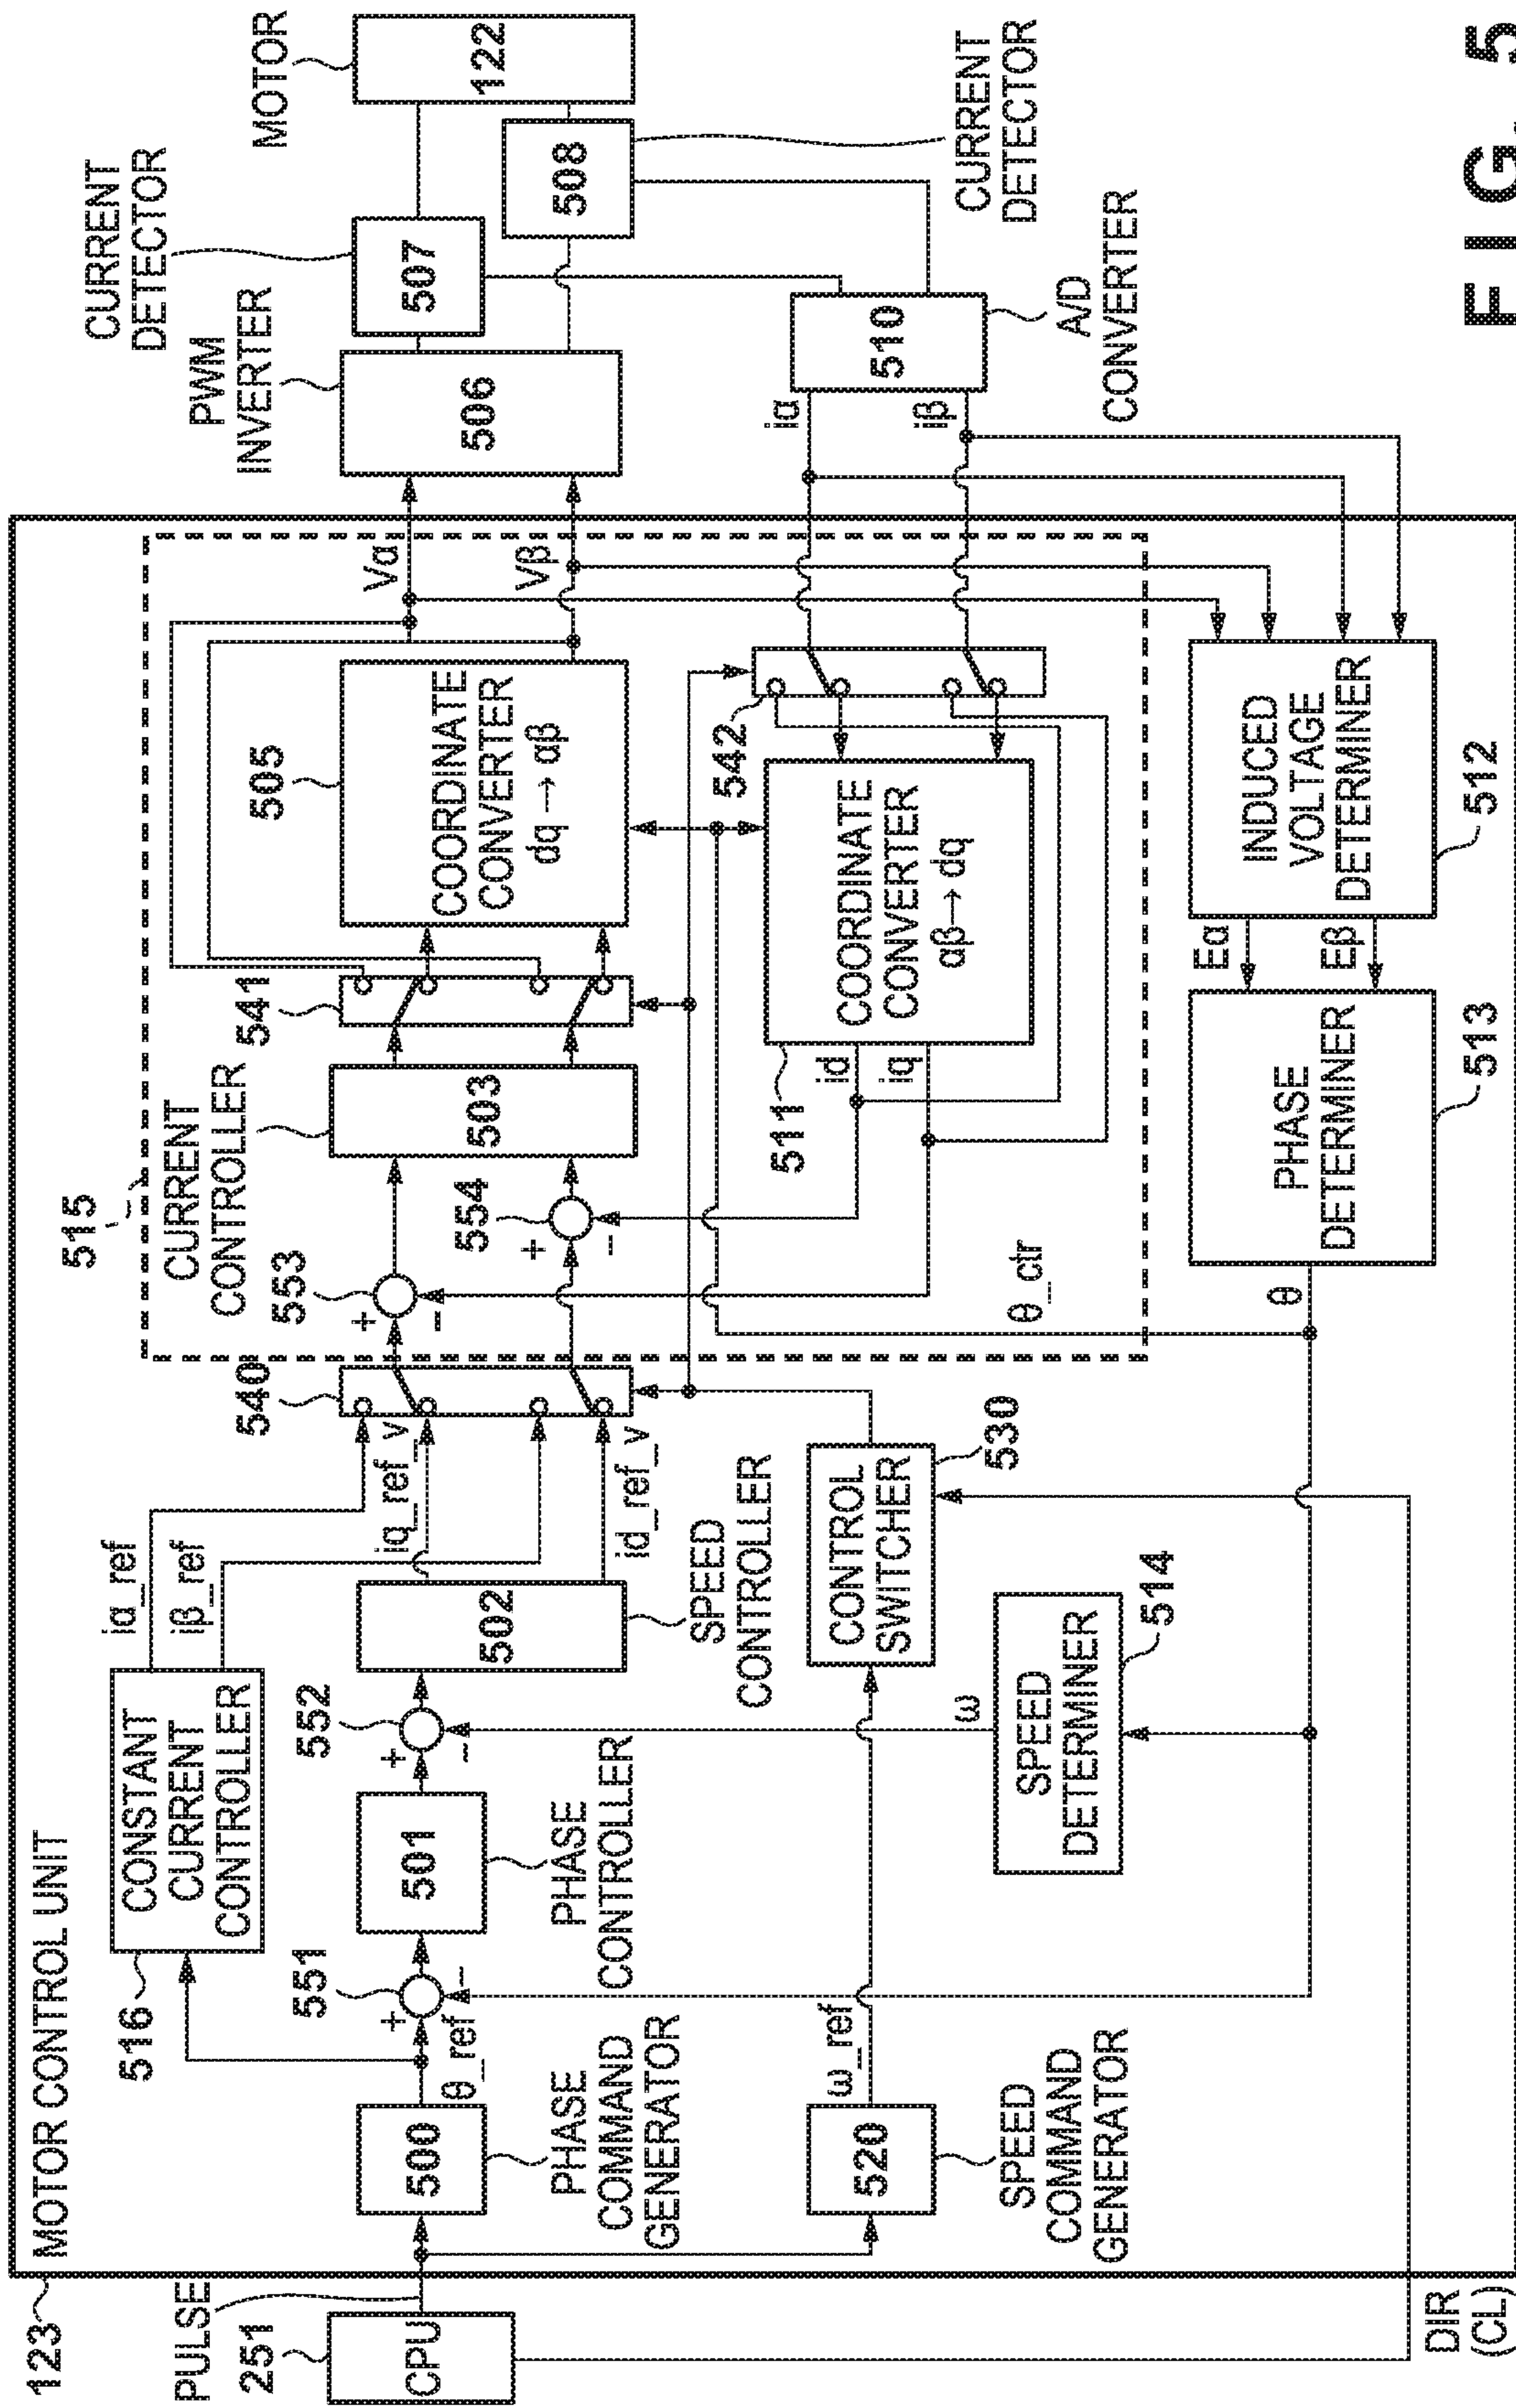 FIG. 5
123
MOTOR CONTROL UNIT
PULSE
251
CPU
DIR
(CL)
516
CONSTANT
CURRENT
CONTROLLER
iα_ref
iβ_ref
500
PHASE
COMMAND
GENERATOR
θ_ref
551
+
−
501
PHASE
CONTROLLER
552
+
−
502
SPEED
CONTROLLER
iq_ref_v
id_ref_v
540
520
SPEED
COMMAND
GENERATOR
ω_ref
CONTROL
SWITCHER
530
SPEED
DETERMINER
514
ω
515
553
+
−
554
+
−
CURRENT
CONTROLLER
503
541
505
COORDINATE
CONVERTER
dq→αβ
Vα
Vβ
511
COORDINATE
CONVERTER
αβ→dq
id
iq
542
θ_ctr
θ
PHASE
DETERMINER
513
Eα
Eβ
INDUCED
VOLTAGE
DETERMINER
512
PWM
INVERTER
506
CURRENT
DETECTOR
507
508
CURRENT
DETECTOR
MOTOR
122
iα
iβ
510
A/D
CONVERTER